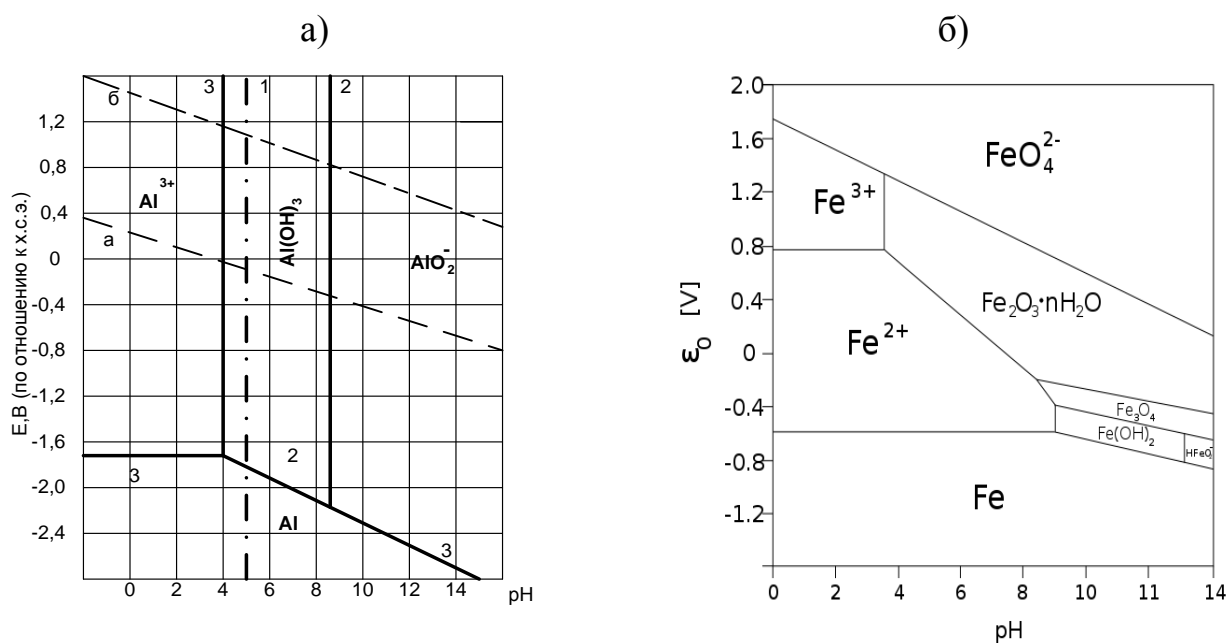 а)
б)
3
1
2
б
1,2
0,8
0,4
0
-0,4
-0,8
-1,2
-1,6
-2,0
-2,4
E,В (по отношению к х.с.э.)
Al³⁺
а
Al(OH)₃
AlO₂⁻
3
2
Al
3
0 2 4 6 8 10 12 14
pH
2.0
1.6
1.2
0.8
0.4
0
-0.4
-0.8
-1.2
ε₀ [V]
FeO₄²⁻
Fe³⁺
Fe₂O₃·nH₂O
Fe²⁺
Fe₃O₄
Fe(OH)₂
HFeO₂⁻
Fe
0 2 4 6 8 10 11 14
pH